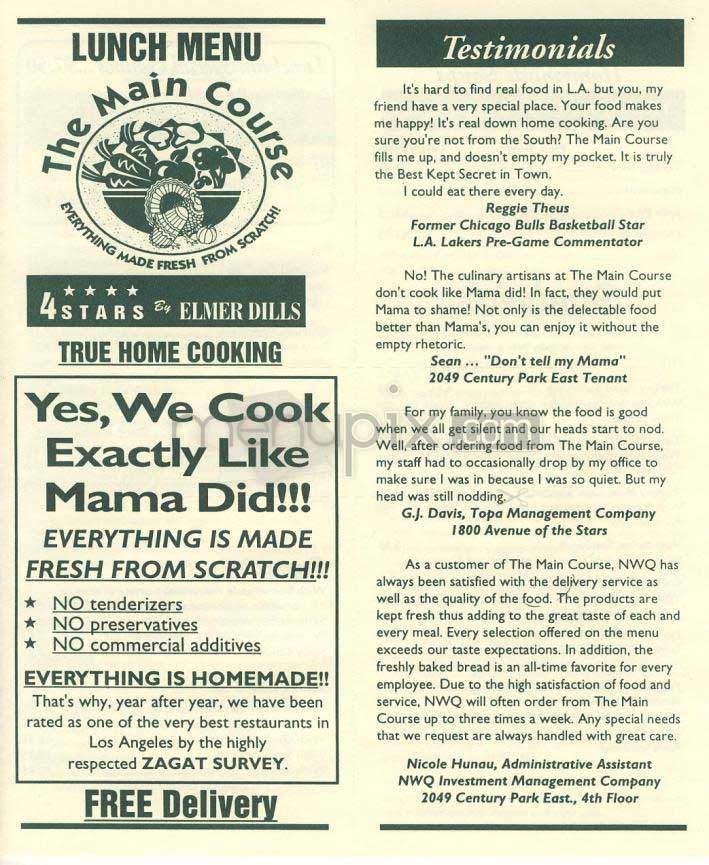 LUNCH MENU
The Main Course
EVERYTHING MADE FRESH FROM SCRATCH!
4 STARS By ELMER DILLS
TRUE HOME COOKING
Yes, We Cook
Exactly Like
Mama Did!!!
EVERYTHING IS MADE
FRESH FROM SCRATCH!!!
★ NO tenderizers
★ NO preservatives
★ NO commercial additives
EVERYTHING IS HOMEMADE!!
That's why, year after year, we have been
rated as one of the very best restaurants in
Los Angeles by the highly
respected ZAGAT SURVEY.
FREE Delivery
Testimonials
It's hard to find real food in L.A. but you, my
friend have a very special place. Your food makes
me happy! It's real down home cooking. Are you
sure you're not from the South? The Main Course
fills me up, and doesn't empty my pocket. It is truly
the Best Kept Secret in Town.
I could eat there every day.
Reggie Theus
Former Chicago Bulls Basketball Star
L.A. Lakers Pre-Game Commentator
No! The culinary artisans at The Main Course
don't cook like Mama did! In fact, they would put
Mama to shame! Not only is the delectable food
better than Mama's, you can enjoy it without the
empty rhetoric.
Sean ... "Don't tell my Mama"
2049 Century Park East Tenant
For my family, you know the food is good
when we all get silent and our heads start to nod.
Well, after ordering food from The Main Course,
my staff had to occasionally drop by my office to
make sure I was in because I was so quiet. But my
head was still nodding.
G.J. Davis, Topa Management Company
1800 Avenue of the Stars
As a customer of The Main Course, NWQ has
always been satisfied with the delivery service as
well as the quality of the food. The products are
kept fresh thus adding to the great taste of each and
every meal. Every selection offered on the menu
exceeds our taste expectations. In addition, the
freshly baked bread is an all-time favorite for every
employee. Due to the high satisfaction of food and
service, NWQ will often order from The Main
Course up to three times a week. Any special needs
that we request are always handled with great care.
Nicole Hunau, Administrative Assistant
NWQ Investment Management Company
2049 Century Park East., 4th Floor
menupix.com